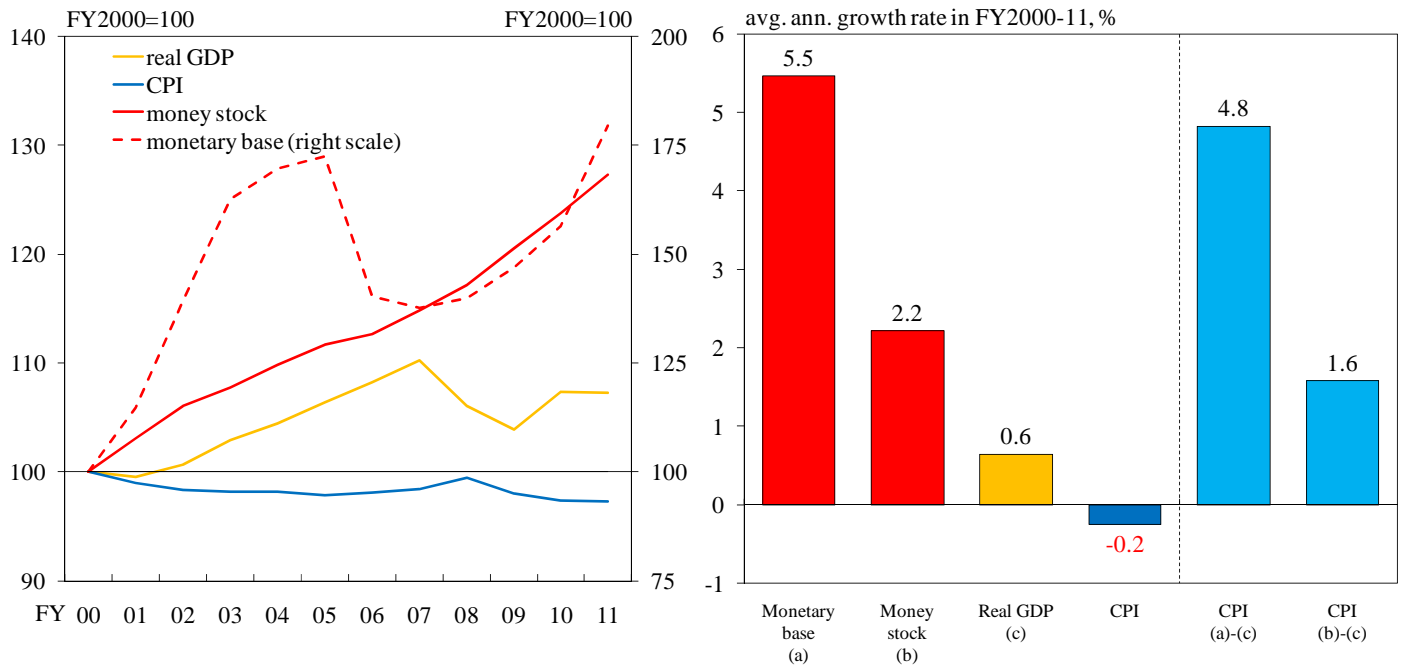 FY2000=100
FY2000=100
140
130
120
110
100
90
200
175
150
125
100
75
real GDP
CPI
money stock
monetary base (right scale)
FY 00 01 02 03 04 05 06 07 08 09 10 11
avg. ann. growth rate in FY2000-11, %
6
5
4
3
2
1
0
-1
5.5
2.2
0.6
-0.2
4.8
1.6
Monetary
base
(a)
Money
stock
(b)
Real GDP
(c)
CPI
CPI
(a)-(c)
CPI
(b)-(c)